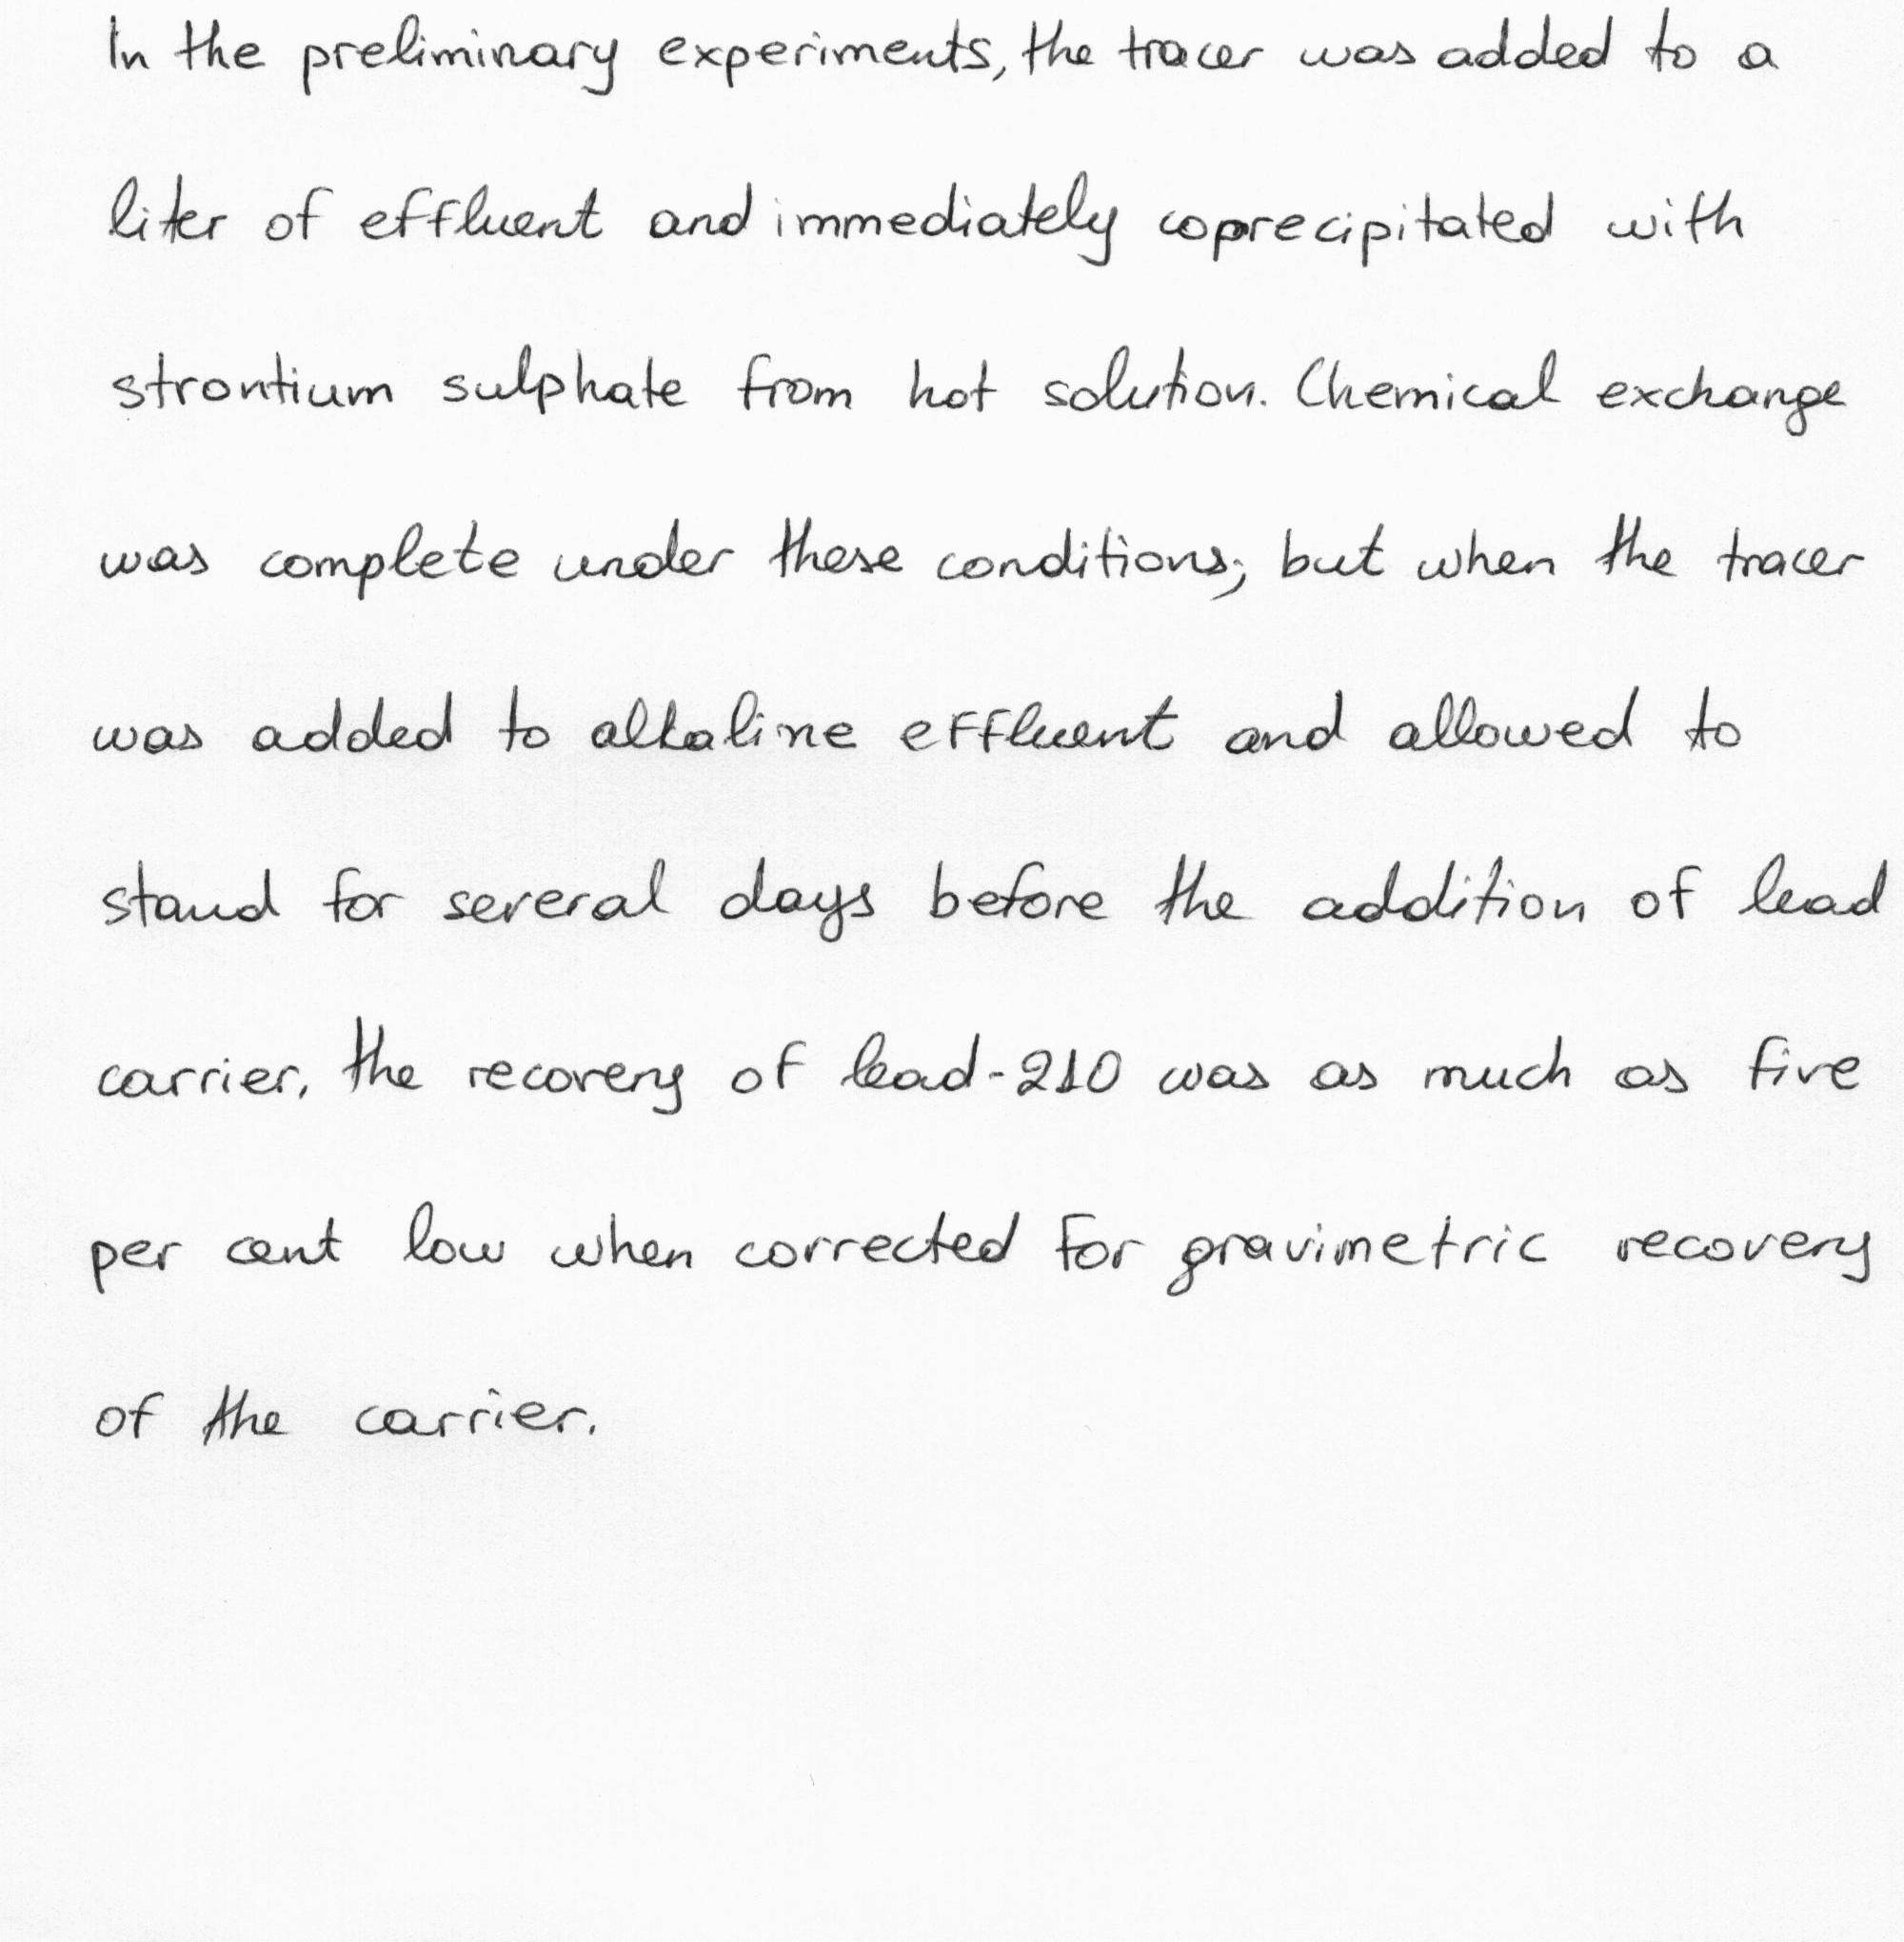 In the preliminary experiments, the tracer was added to a
liter of effluent and immediately coprecipitated with
strontium sulphate from hot solution. Chemical exchange
was complete under these conditions; but when the tracer
was added to alkaline effluent and allowed to
stand for several days before the addition of lead
carrier, the recovery of lead-210 was as much as five
per cent low when corrected for gravimetric recovery
of the carrier.